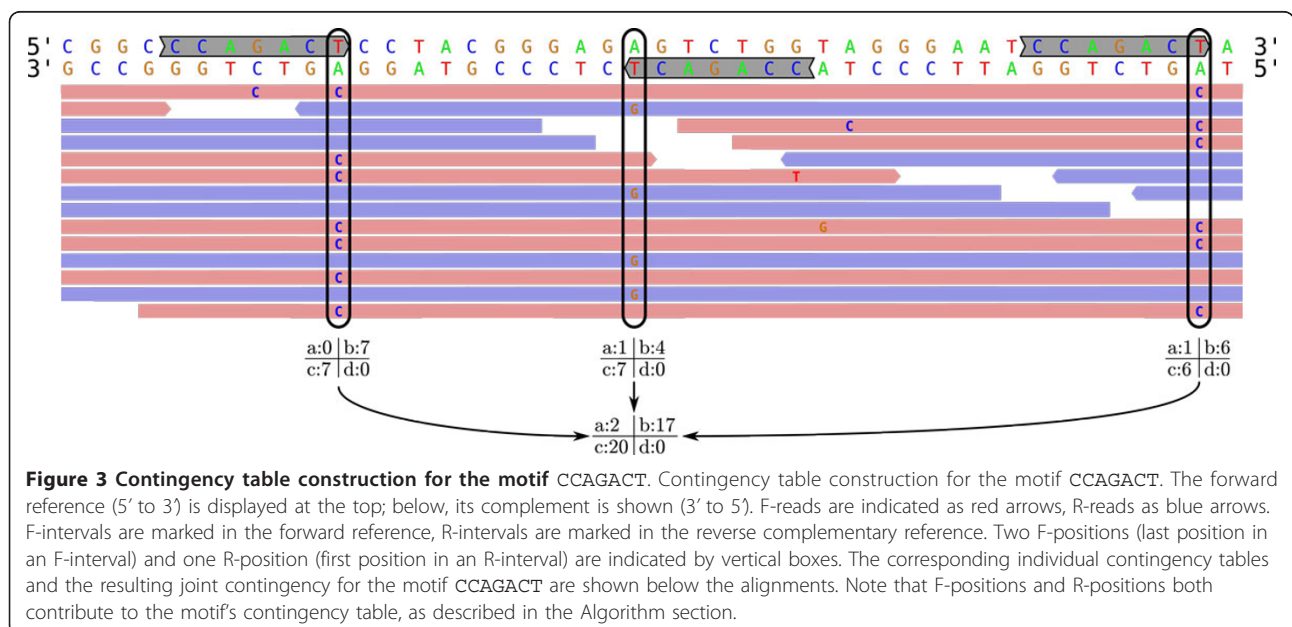 5' C G G C C C A G A C T C C T A C G G G A G A G T C T G G T A G G G A A T C C A G A C T A 3'
3' G C C G G G T C T G A G G A T G C C C T C T C A G A C C A T C C C T T A G G T C T G A T 5'
C C C
G
C C
C
C
C T
G
C G C
C C
G
C
G
C C
a:0 b:7 a:1 b:4 a:1 b:6
c:7 d:0 c:7 d:0 c:6 d:0
a:2 b:17
c:20 d:0
Figure 3 Contingency table construction for the motif CCAGACT. Contingency table construction for the motif CCAGACT. The forward
reference (5′ to 3′) is displayed at the top; below, its complement is shown (3′ to 5′). F-reads are indicated as red arrows, R-reads as blue arrows.
F-intervals are marked in the forward reference, R-intervals are marked in the reverse complementary reference. Two F-positions (last position in
an F-interval) and one R-position (first position in an R-interval) are indicated by vertical boxes. The corresponding individual contingency tables
and the resulting joint contingency for the motif CCAGACT are shown below the alignments. Note that F-positions and R-positions both
contribute to the motif's contingency table, as described in the Algorithm section.